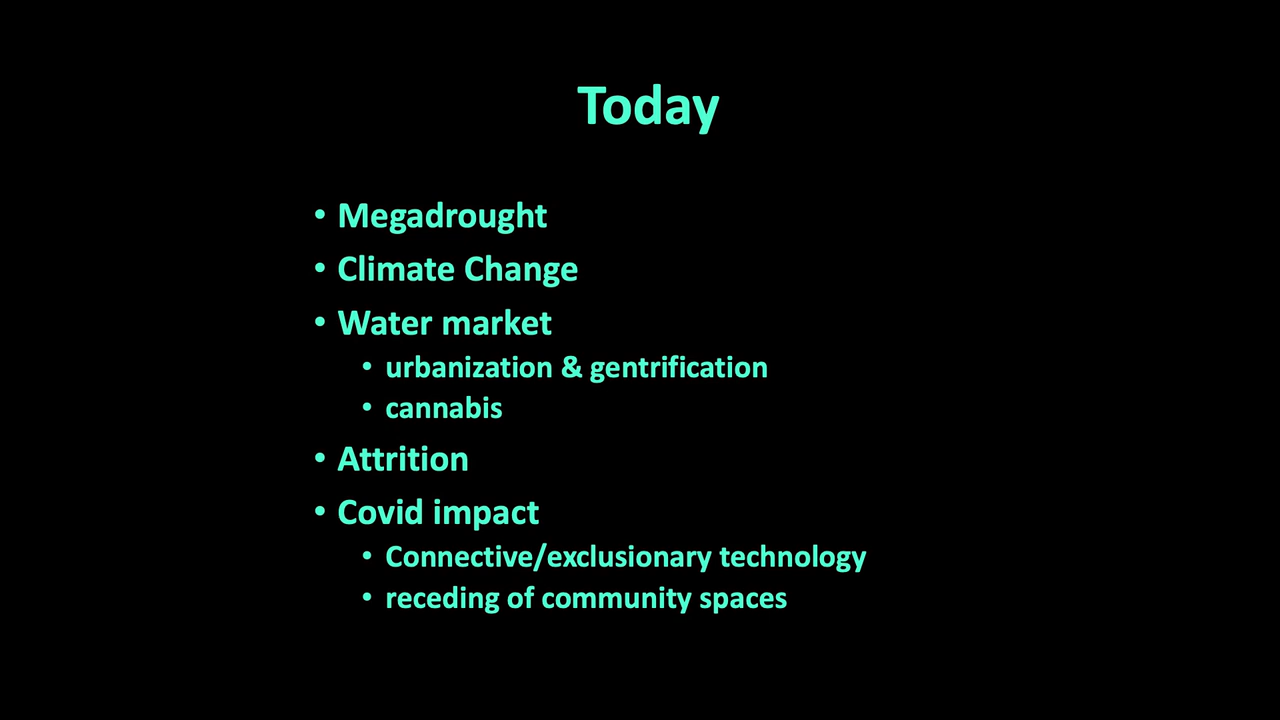 Today
• Megadrought
• Climate Change
• Water market
• urbanization & gentrification
• cannabis
• Attrition
• Covid impact
• Connective/exclusionary technology
• receding of community spaces